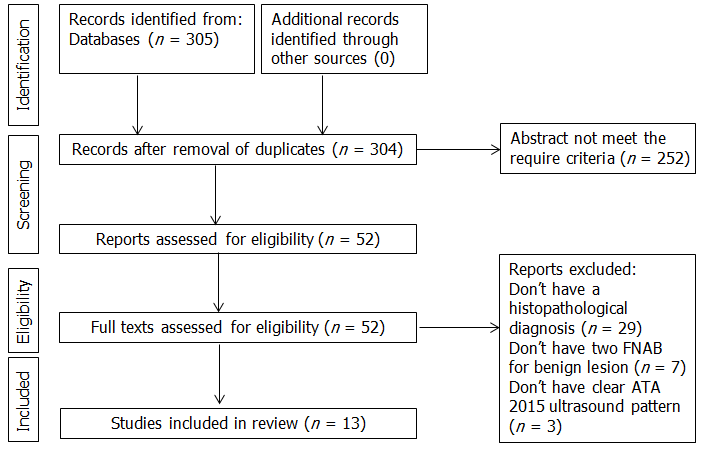 Identification
Records identified from:
Databases (n = 305)
Additional records
identified through
other sources (0)
Screening
Records after removal of duplicates (n = 304)
Abstract not meet the
require criteria (n = 252)
Reports assessed for eligibility (n = 52)
Eligibility
Full texts assessed for eligibility (n = 52)
Reports excluded:
Don’t have a
histopathological
diagnosis (n = 29)
Don’t have two FNAB
for benign lesion (n = 7)
Don’t have clear ATA
2015 ultrasound pattern
(n = 3)
Included
Studies included in review (n = 13)